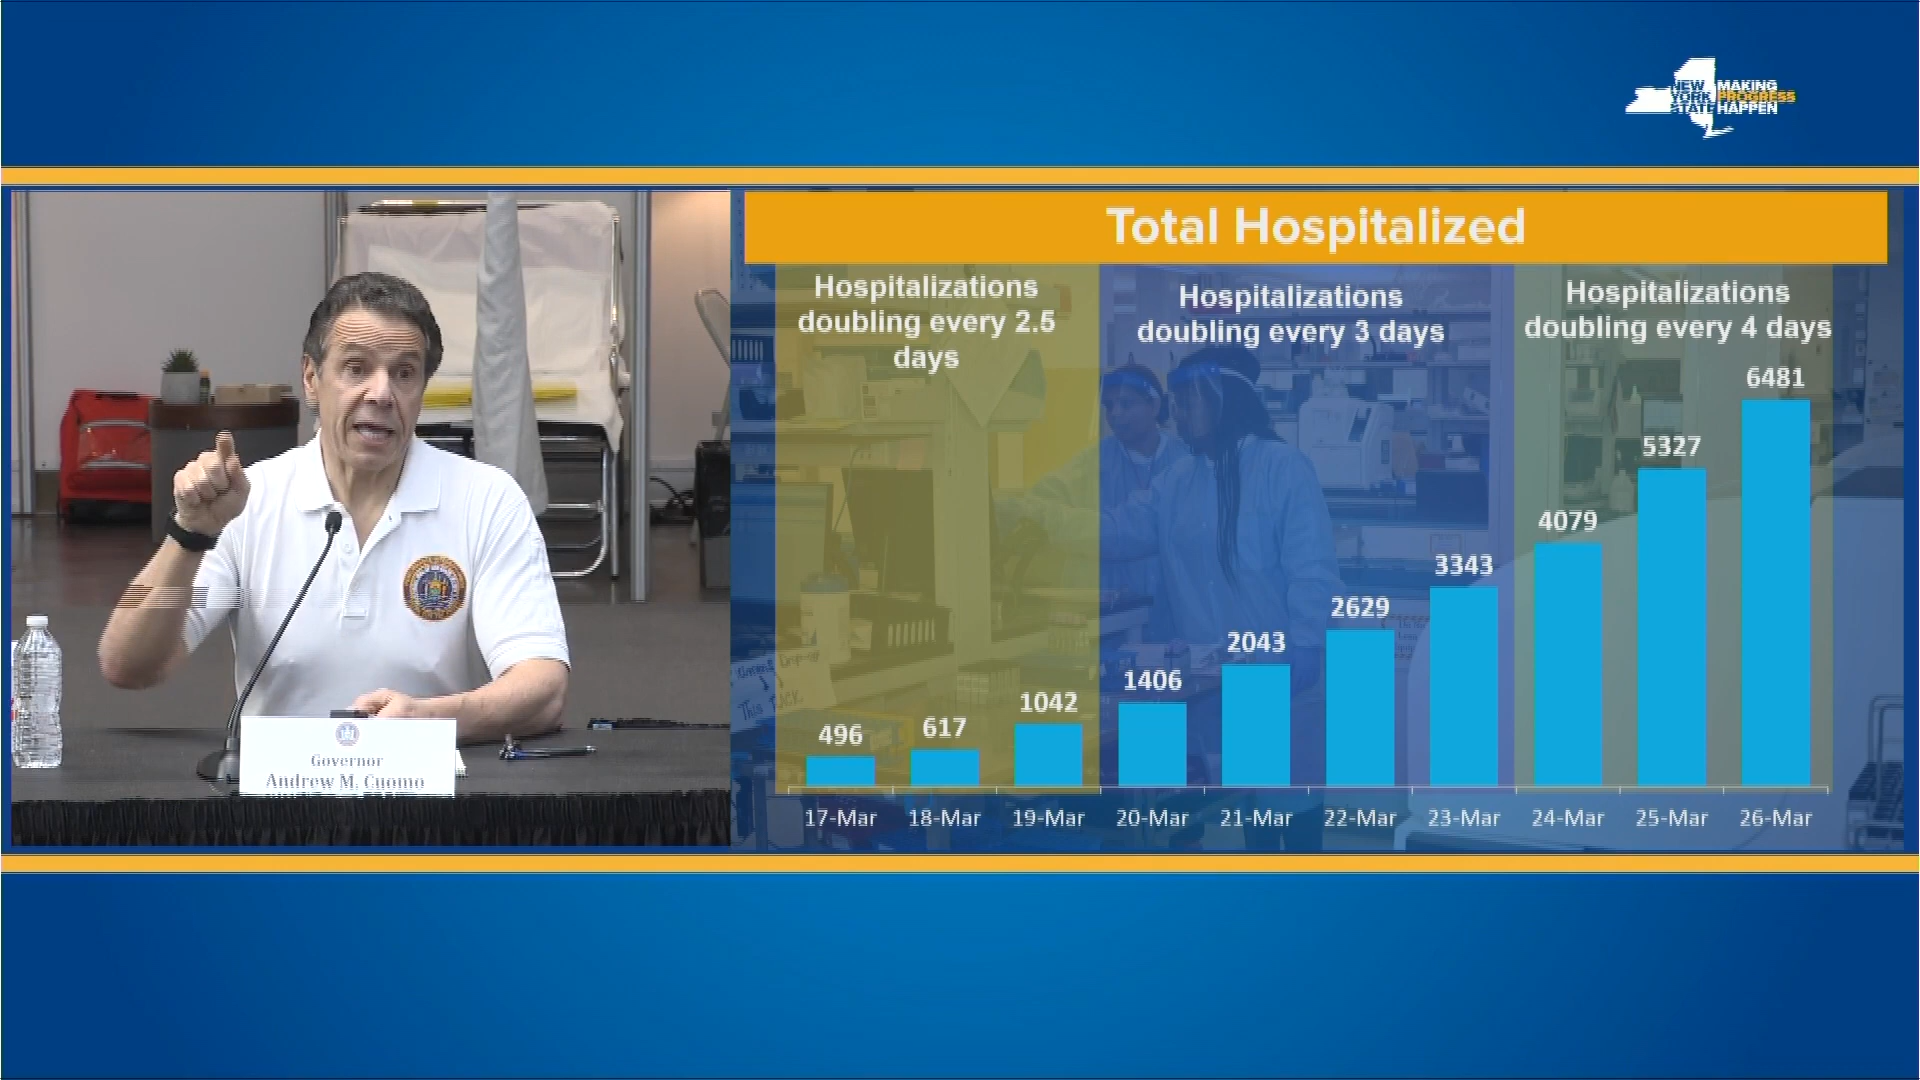 NEW
YORK
STATE
MAKING
PROGRESS
HAPPEN
Total Hospitalized
Hospitalizations
doubling every 2.5
days
Hospitalizations
doubling every 3 days
Hospitalizations
doubling every 4 days
496
617
1042
1406
2043
2629
3343
4079
5327
6481
17-Mar
18-Mar
19-Mar
20-Mar
21-Mar
22-Mar
23-Mar
24-Mar
25-Mar
26-Mar
Governor
Andrew M. Cuomo